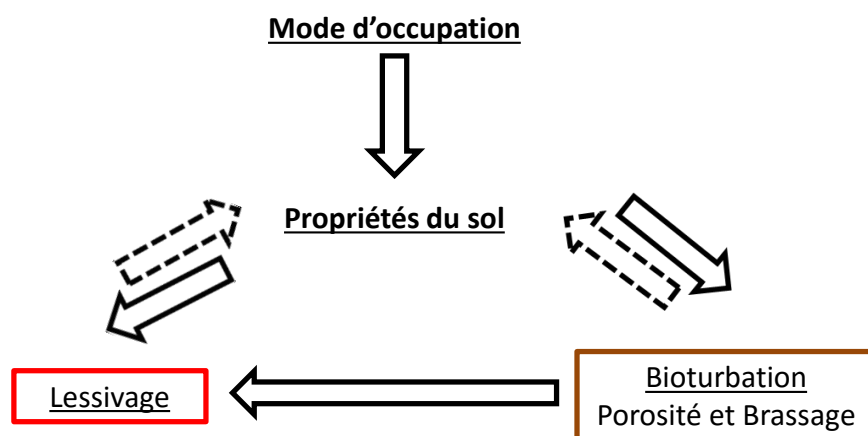 Mode d'occupation
Propriétés du sol
Lessivage
Bioturbation
Porosité et Brassage